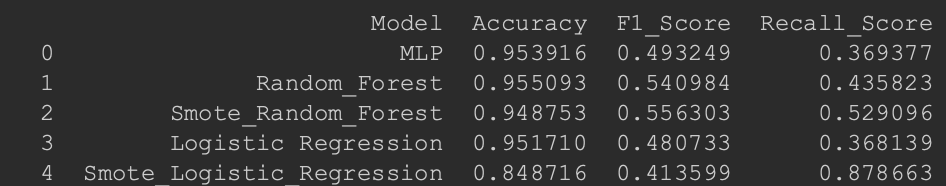 Model Accuracy F1_Score Recall_Score
0 MLP 0.953916 0.493249 0.369377
1 Random_Forest 0.955093 0.540984 0.435823
2 Smote_Random_Forest 0.948753 0.556303 0.529096
3 Logistic Regression 0.951710 0.480733 0.368139
4 Smote_Logistic_Regression 0.848716 0.413599 0.878663